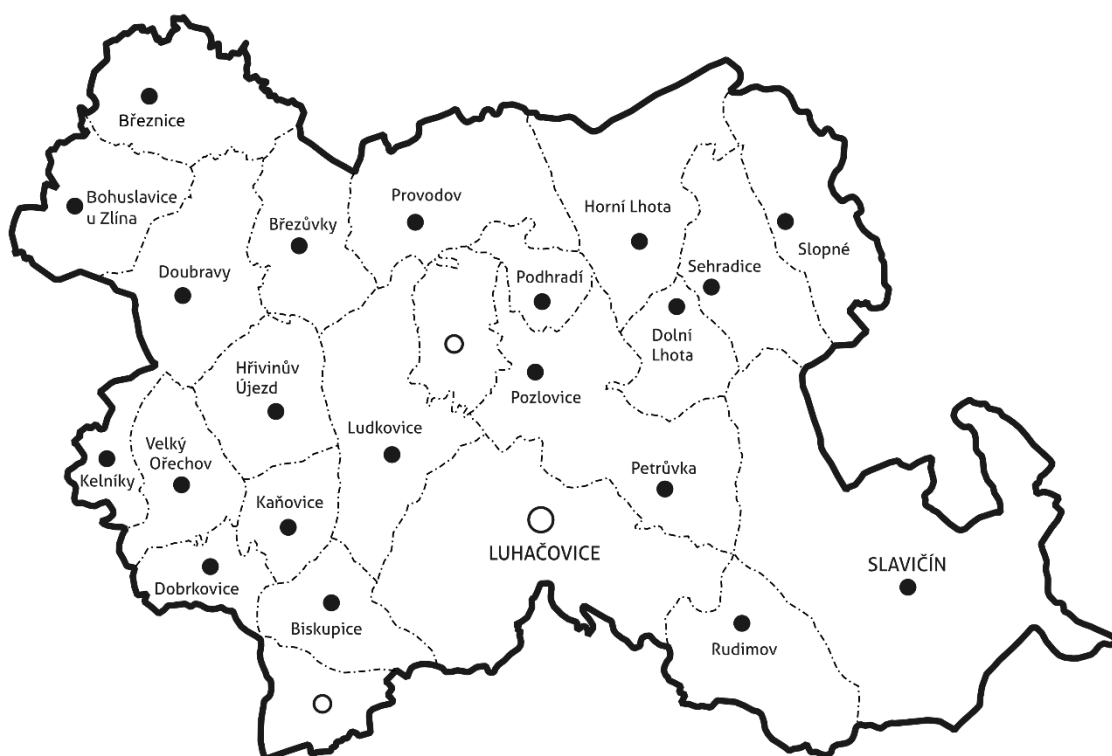 Březnice
Bohuslavice
u Zlína
Provodov
Horní Lhota
Březůvky
Slopné
Doubravy
Podhradí
Sehradice
Dolní
Lhota
Hřivinův
Újezd
Pozlovice
Ludkovice
Velký
Ořechov
Kelníky
Petrůvka
Kaňovice
LUHAČOVICE
SLAVIČÍN
Dobrkovice
Biskupice
Rudimov